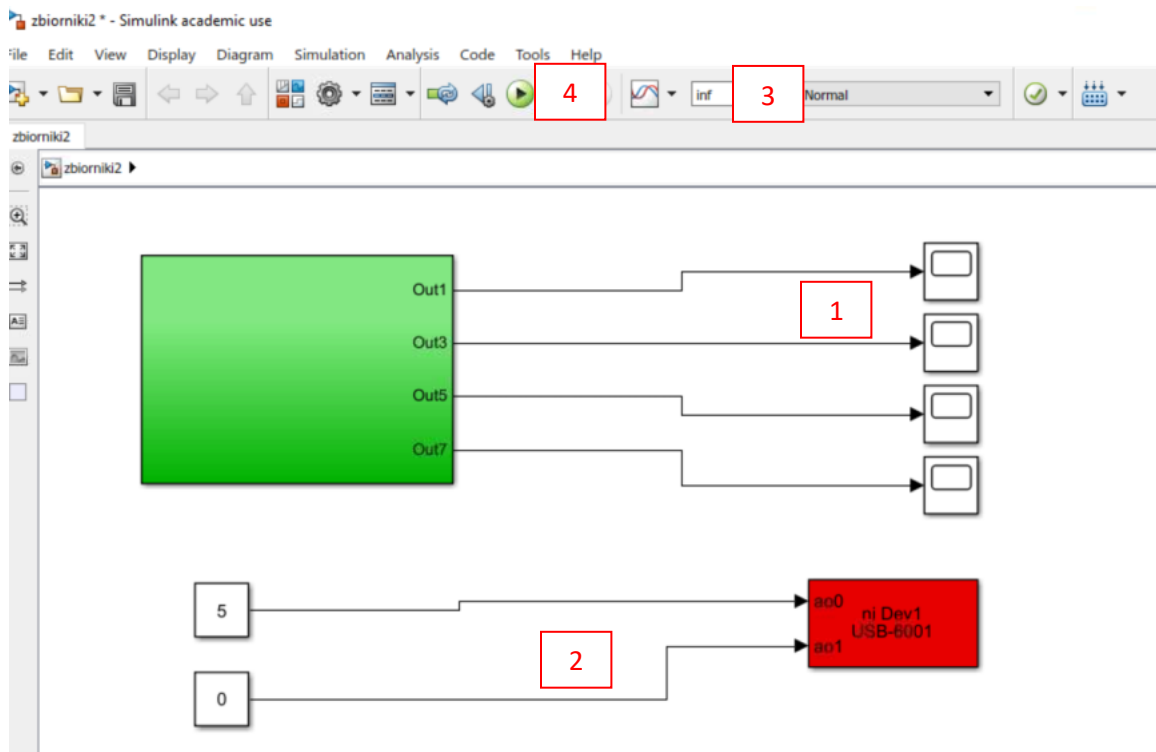 zbiorniki2 * - Simulink academic use
File Edit View Display Diagram Simulation Analysis Code Tools Help
4
inf
3
Normal
zbiorniki2
zbiorniki2
Out1
1
Out3
Out5
Out7
5
ao0
ni Dev1
USB-6001
ao1
2
0